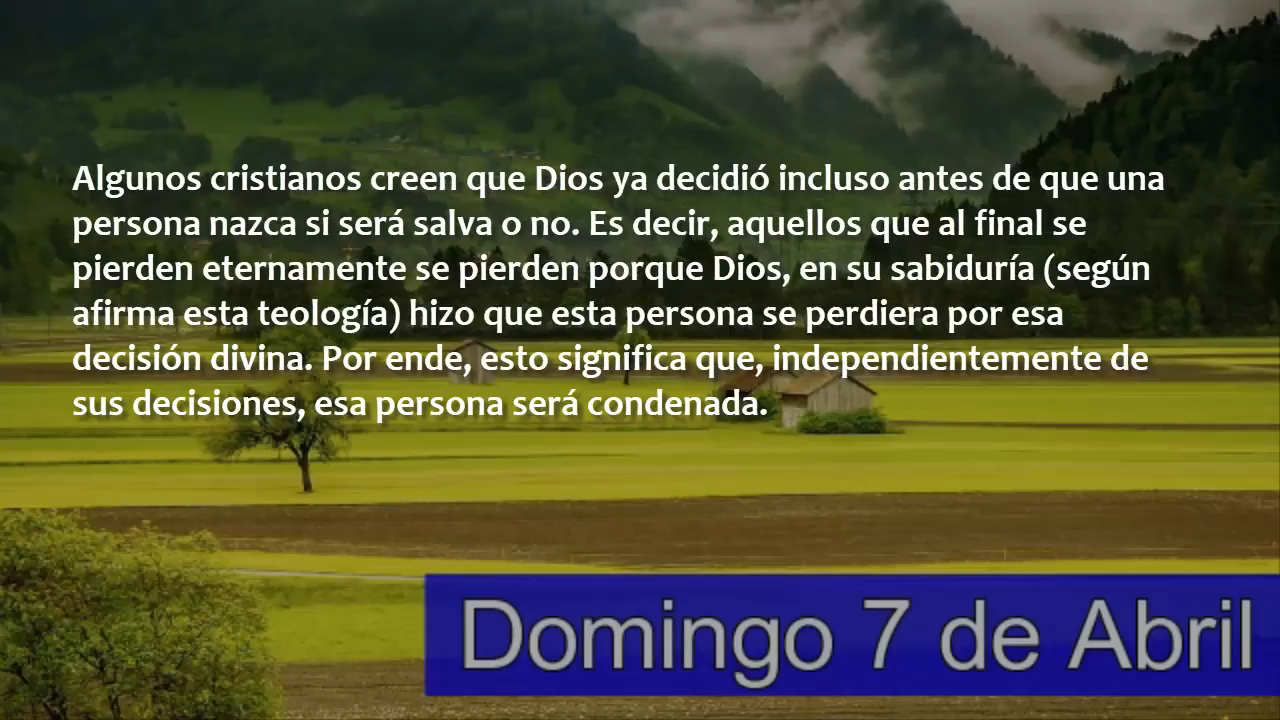 Algunos cristianos creen que Dios ya decidió incluso antes de que una
persona nazca si será salva o no. Es decir, aquellos que al final se
pierden eternamente se pierden porque Dios, en su sabiduría (según
afirma esta teología) hizo que esta persona se perdiera por esa
decisión divina. Por ende, esto significa que, independientemente de
sus decisiones, esa persona será condenada.
Domingo 7 de Abril